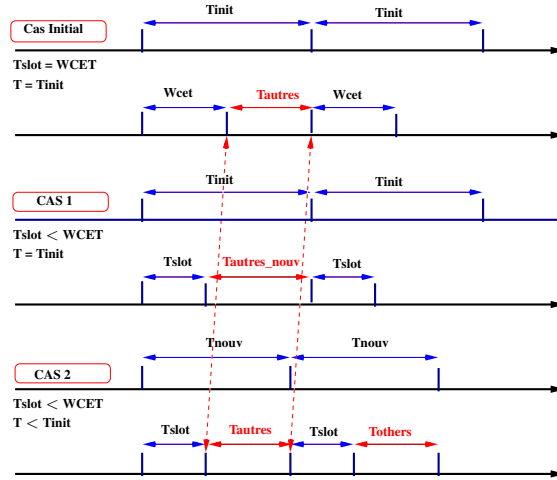 Cas Initial
Tinit Tinit
Tslot = WCET
T = Tinit
Wcet Tautres Wcet
CAS 1
Tinit Tinit
Tslot < WCET
T = Tinit
Tslot Tautres_nouv Tslot
CAS 2
Tnouv Tnouv
Tslot < WCET
T < Tinit
Tslot Tautres Tslot Tothers